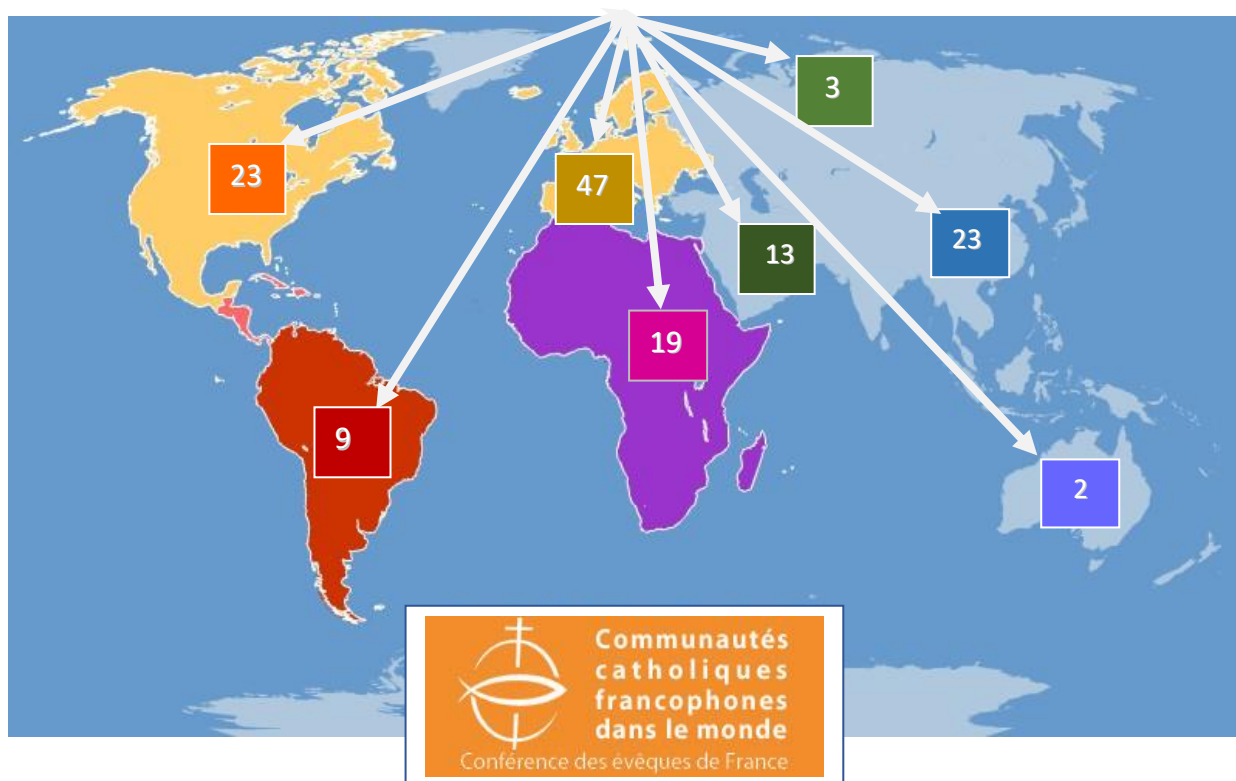 3
23
47
23
13
19
9
2
Communautés
catholiques
francophones
dans le monde
Conférence des évêques de France